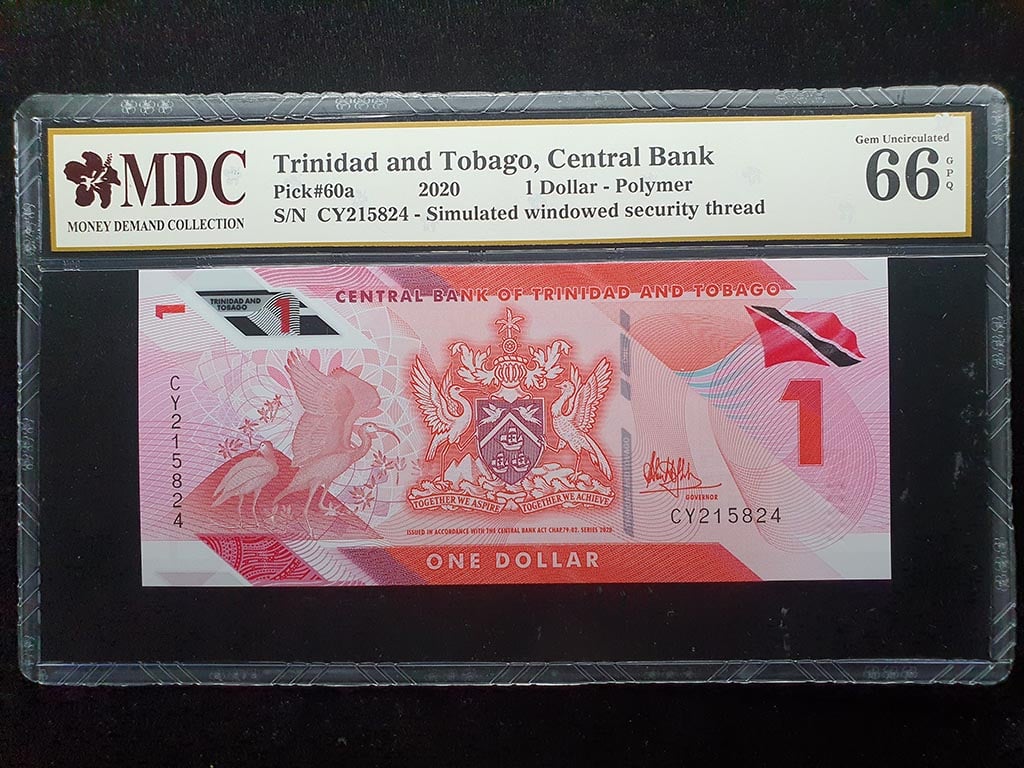 MDC
MONEY DEMAND COLLECTION
Trinidad and Tobago, Central Bank
Pick#60a 2020 1 Dollar - Polymer
S/N CY215824 - Simulated windowed security thread
Gem Uncirculated
66
GPQ
CENTRAL BANK OF TRINIDAD AND TOBAGO
1
TRINIDAD AND
TOBAGO
1
CY215824
1
TOGETHER WE ASPIRE TOGETHER WE ACHIEVE
GOVERNOR
CY215824
ISSUED IN ACCORDANCE WITH THE CENTRAL BANK ACT CHAP.79:02. SERIES 2020
ONE DOLLAR